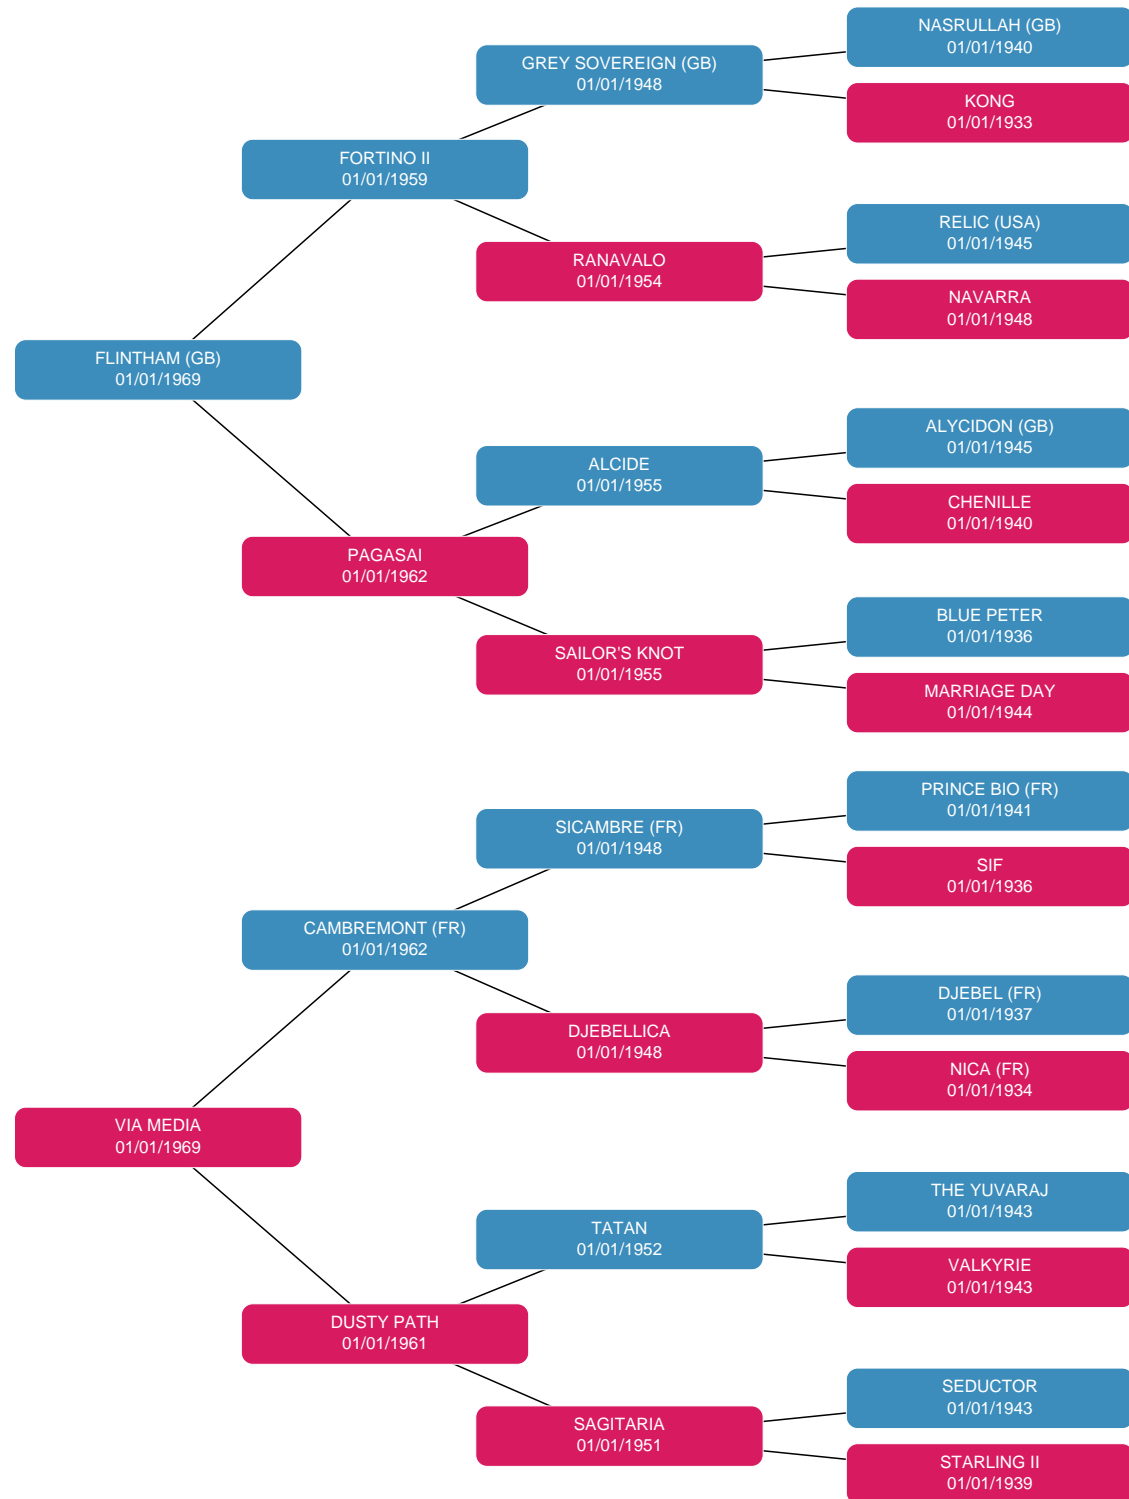 NASRULLAH (GB)
01/01/1940
GREY SOVEREIGN (GB)
01/01/1948
KONG
01/01/1933
FORTINO II
01/01/1959
RELIC (USA)
01/01/1945
RANAVALO
01/01/1954
NAVARRA
01/01/1948
FLINTHAM (GB)
01/01/1969
ALYCIDON (GB)
01/01/1945
ALCIDE
01/01/1955
CHENILLE
01/01/1940
PAGASAI
01/01/1962
BLUE PETER
01/01/1936
SAILOR'S KNOT
01/01/1955
MARRIAGE DAY
01/01/1944
PRINCE BIO (FR)
01/01/1941
SICAMBRE (FR)
01/01/1948
SIF
01/01/1936
CAMBREMONT (FR)
01/01/1962
DJEBEL (FR)
01/01/1937
DJEBELLICA
01/01/1948
NICA (FR)
01/01/1934
VIA MEDIA
01/01/1969
THE YUVARAJ
01/01/1943
TATAN
01/01/1952
VALKYRIE
01/01/1943
DUSTY PATH
01/01/1961
SEDUCTOR
01/01/1943
SAGITARIA
01/01/1951
STARLING II
01/01/1939